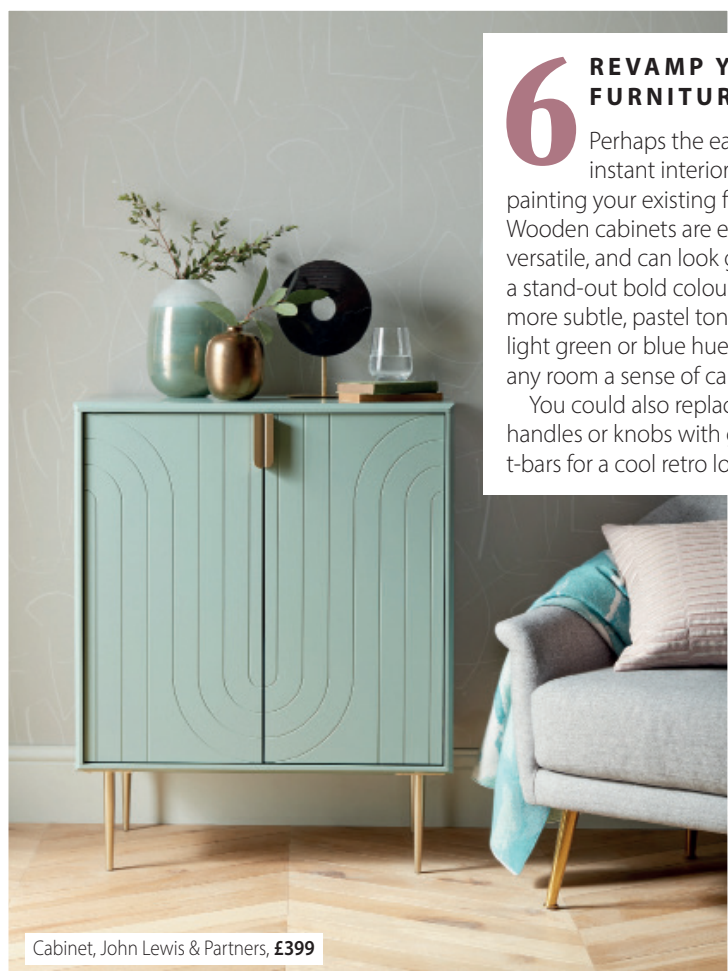 6
REVAMP Y
FURNITUR
Perhaps the ea
instant interior
painting your existing f
Wooden cabinets are e
versatile, and can look g
a stand-out bold colou
more subtle, pastel ton
light green or blue hue
any room a sense of ca
You could also replac
handles or knobs with
t-bars for a cool retro lo
Cabinet, John Lewis & Partners, £399